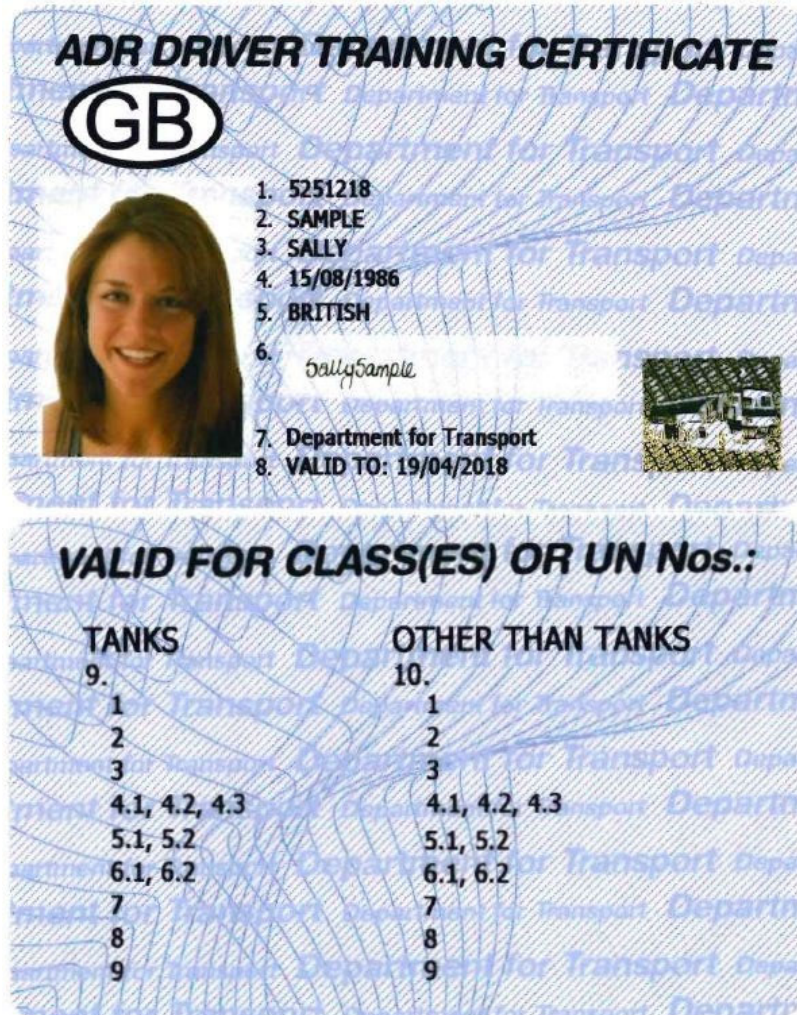 ADR DRIVER TRAINING CERTIFICATE
GB
1. 5251218
2. SAMPLE
3. SALLY
4. 15/08/1986
5. BRITISH
6. SallySample
7. Department for Transport
8. VALID TO: 19/04/2018
VALID FOR CLASS(ES) OR UN Nos.:
TANKS OTHER THAN TANKS
9. 10.
1 1
2 2
3 3
4.1, 4.2, 4.3 4.1, 4.2, 4.3
5.1, 5.2 5.1, 5.2
6.1, 6.2 6.1, 6.2
7 7
8 8
9 9